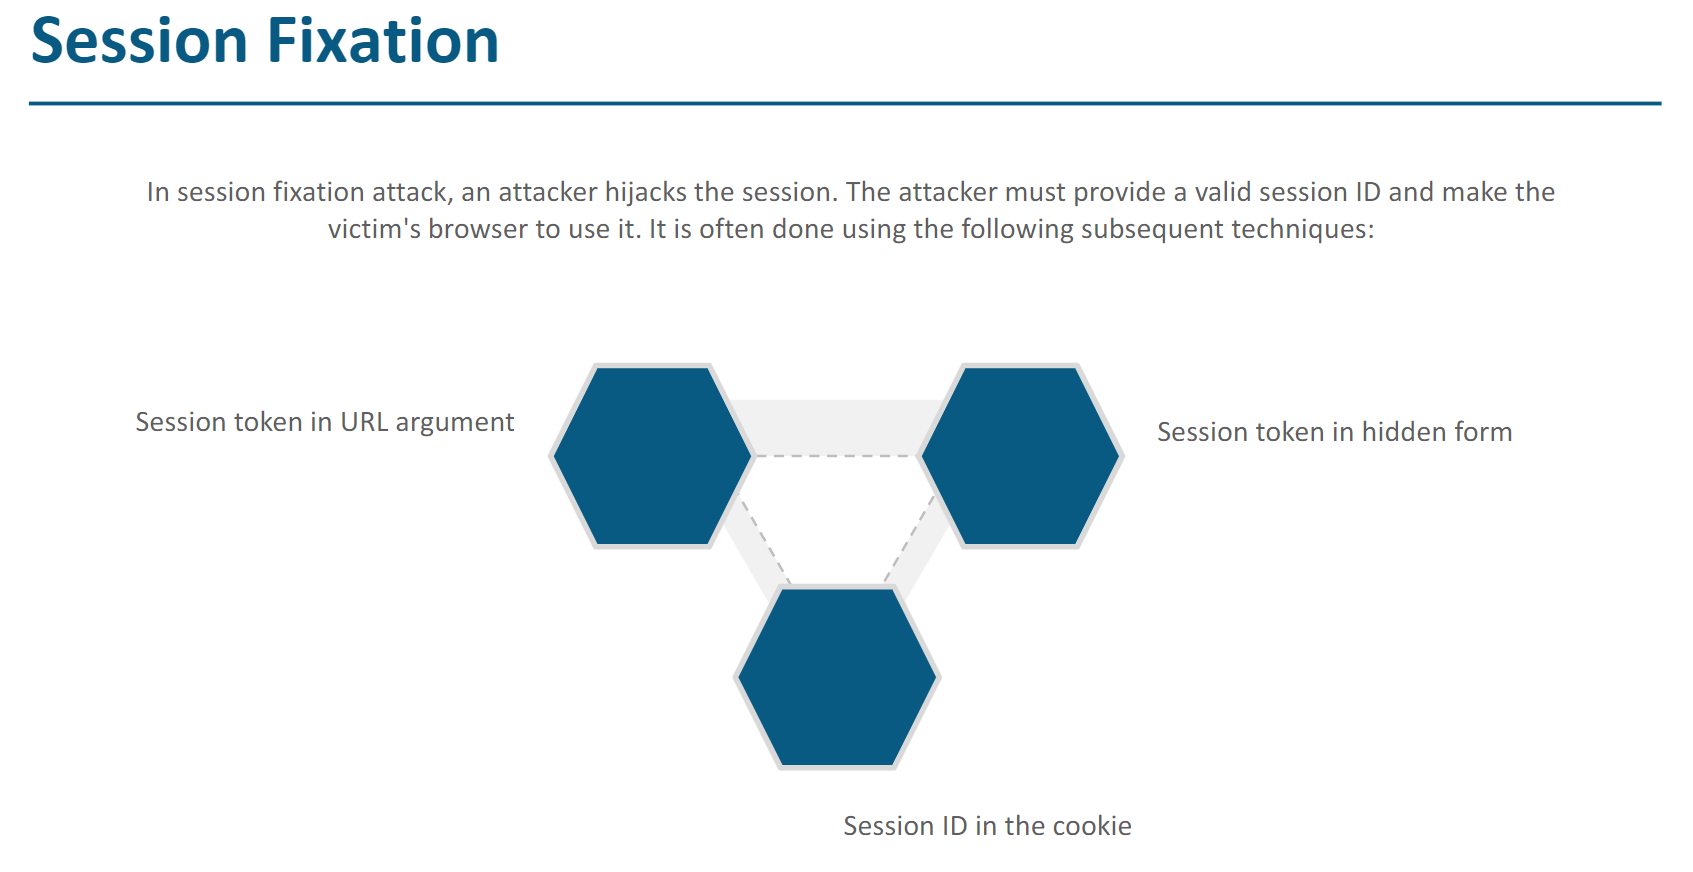 Session Fixation
In session fixation attack, an attacker hijacks the session. The attacker must provide a valid session ID and make the
victim's browser to use it. It is often done using the following subsequent techniques:
Session token in URL argument
Session token in hidden form
Session ID in the cookie